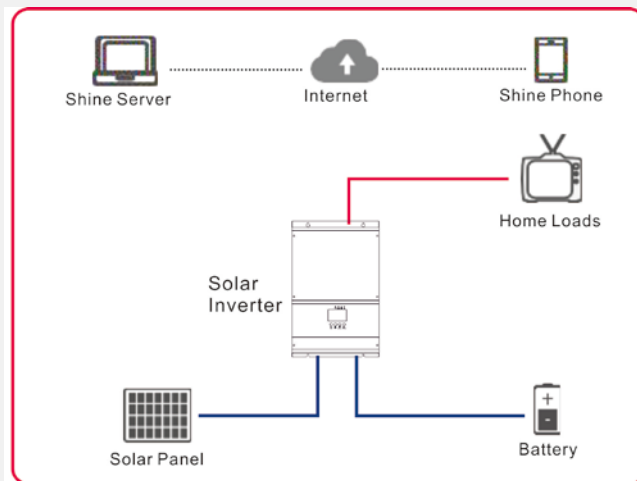 Shine Server
Internet
Shine Phone
Home Loads
Solar
Inverter
+
-
Solar Panel
Battery